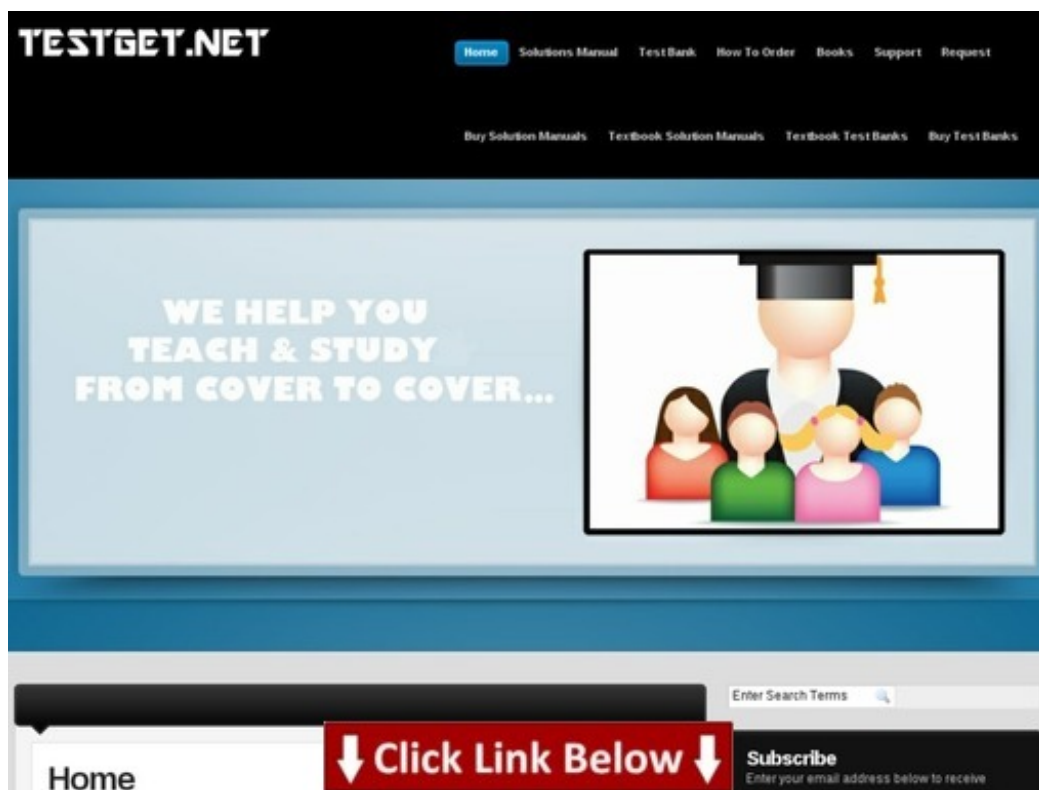 TESTGET.NET
Home Solutions Manual Test Bank How To Order Books Support Request
Buy Solution Manuals Textbook Solution Manuals Textbook Test Banks Buy Test Banks
WE HELP YOU
TEACH & STUDY
FROM COVER TO COVER...
Enter Search Terms
Click Link Below
Home
Subscribe
Enter your email address below to receive